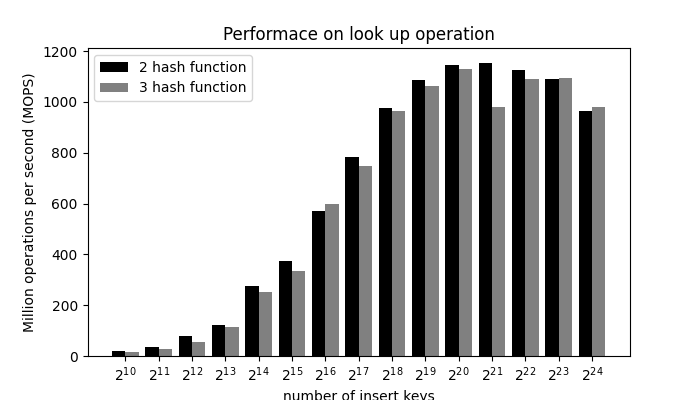 Performace on look up operation
Million operations per second (MOPS)
1200
1000
800
600
400
200
0
2 hash function
3 hash function
2^10 2^11 2^12 2^13 2^14 2^15 2^16 2^17 2^18 2^19 2^20 2^21 2^22 2^23 2^24
number of insert keys